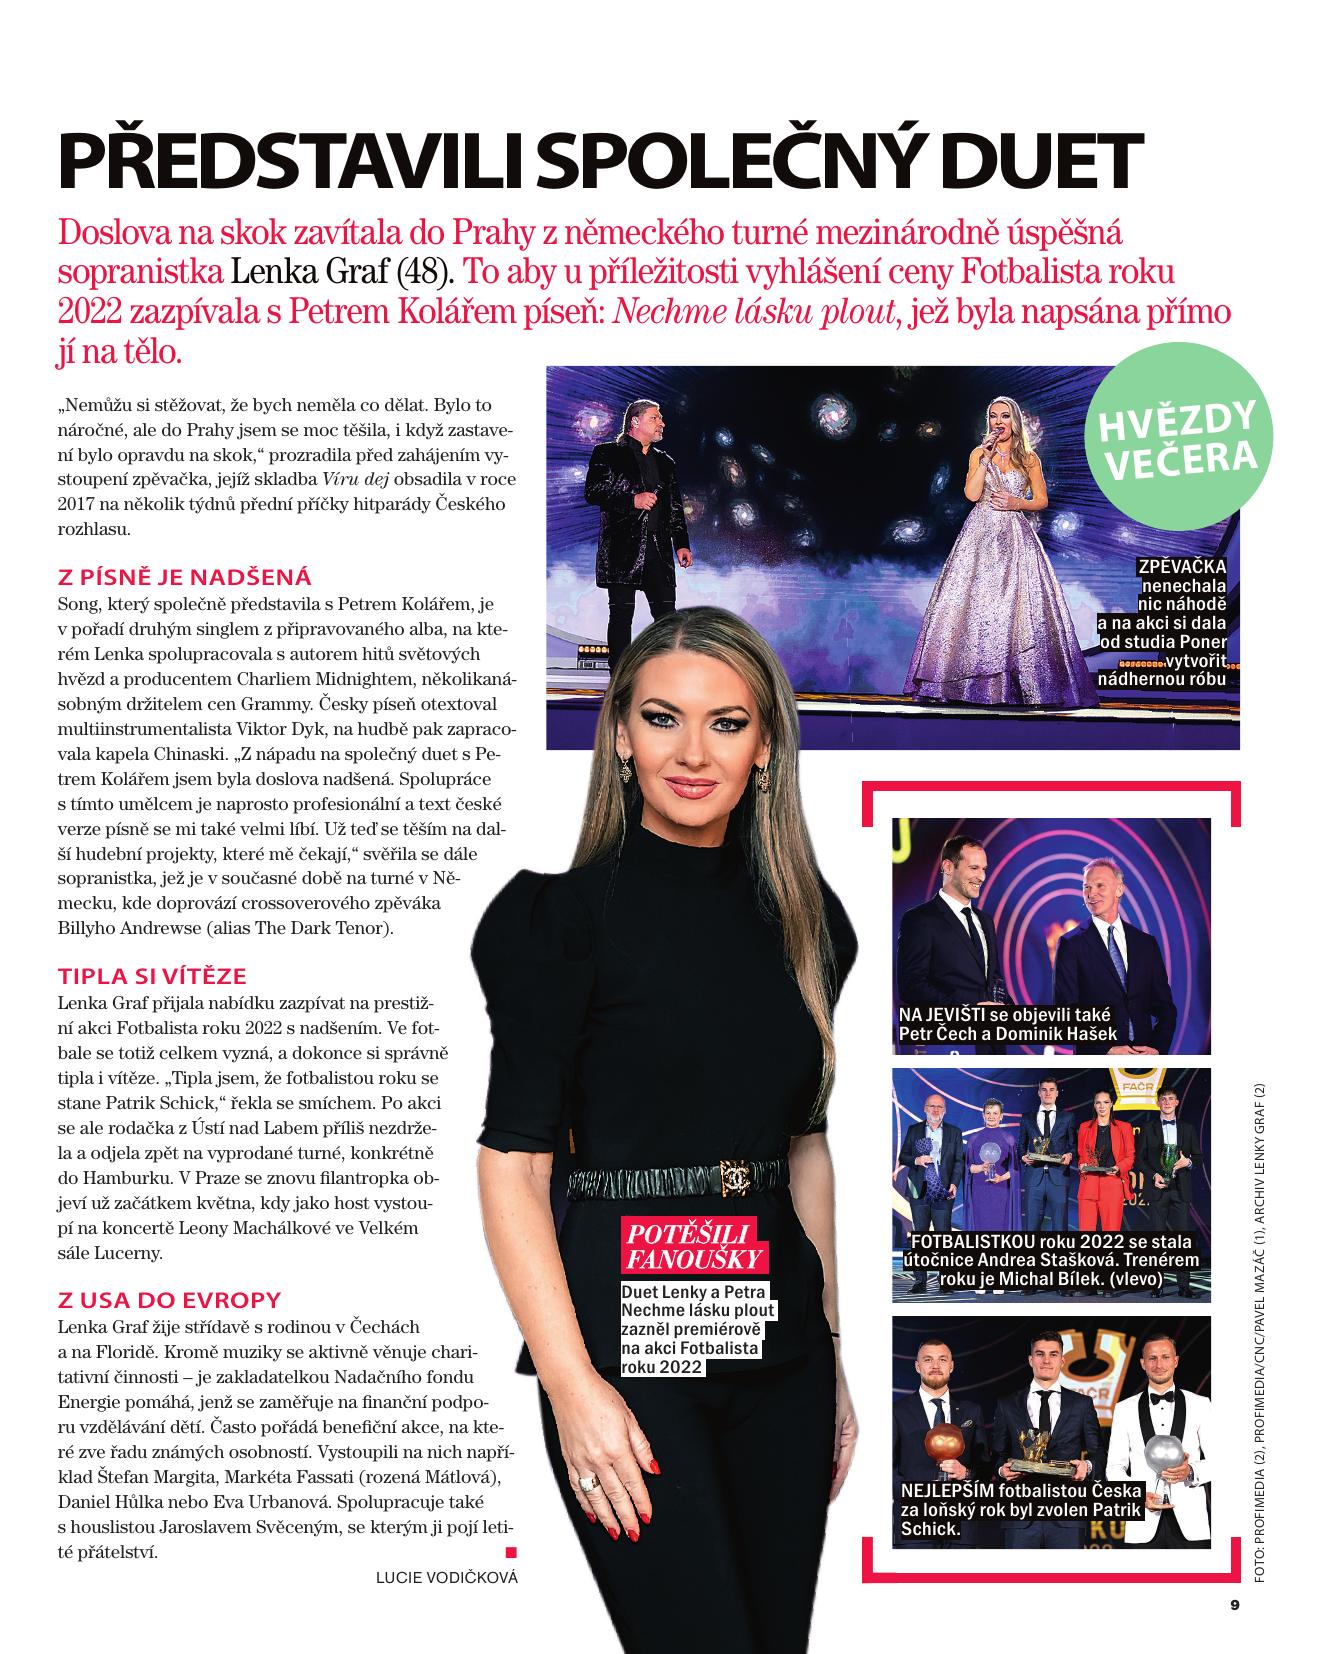 PŘEDSTAVILI SPOLEČNÝ DUET
Doslova na skok zavítala do Prahy z německého turné mezinárodně úspěšná
sopranistka Lenka Graf (48). To aby u příležitosti vyhlášení ceny Fotbalista roku
2022 zazpívala s Petrem Kolářem píseň: Nechme lásku plout, jež byla napsána přímo
jí na tělo.
„Nemůžu si stěžovat, že bych neměla co dělat. Bylo to
náročné, ale do Prahy jsem se moc těšila, i když zastave-
ní bylo opravdu na skok,“ prozradila před zahájením vy-
stoupení zpěvačka, jejíž skladba Víru dej obsadila v roce
2017 na několik týdnů přední příčky hitparády Českého
rozhlasu.
Z PÍSNĚ JE NADŠENÁ
Song, který společně představila s Petrem Kolářem, je
v pořadí druhým singlem z připravovaného alba, na kte-
rém Lenka spolupracovala s autorem hitů světových
hvězd a producentem Charliem Midnightem, několikaná-
sobným držitelem cen Grammy. Česky píseň otextoval
multiinstrumentalista Viktor Dyk, na hudbě pak zapraco-
vala kapela Chinaski. „Z nápadu na společný duet s Pe-
trem Kolářem jsem byla doslova nadšená. Spolupráce
s tímto umělcem je naprosto profesionální a text české
verze písně se mi také velmi líbí. Už teď se těším na dal-
ší hudební projekty, které mě čekají,“ svěřila se dále
sopranistka, jež je v současné době na turné v Ně-
mecku, kde doprovází crossoverového zpěváka
Billyho Andrewse (alias The Dark Tenor).
TIPLA SI VÍTĚZE
Lenka Graf přijala nabídku zazpívat na prestiž-
ní akci Fotbalista roku 2022 s nadšením. Ve fot-
bale se totiž celkem vyzná, a dokonce si správně
tipla i vítěze. „Tipla jsem, že fotbalistou roku se
stane Patrik Schick,“ řekla se smíchem. Po akci
se ale rodačka z Ústí nad Labem příliš nezdrže-
la a odjela zpět na vyprodané turné, konkrétně
do Hamburku. V Praze se znovu filantropka ob-
jeví už začátkem května, kdy jako host vystou-
pí na koncertě Leony Machálkové ve Velkém
sále Lucerny.
Z USA DO EVROPY
Lenka Graf žije střídavě s rodinou v Čechách
a na Floridě. Kromě muziky se aktivně věnuje chari-
tativní činnosti – je zakladatelkou Nadačního fondu
Energie pomáhá, jenž se zaměřuje na finanční podpo-
ru vzdělávání dětí. Často pořádá benefiční akce, na kte-
ré zve řadu známých osobností. Vystoupili na nich napří-
klad Štefan Margita, Markéta Fassati (rozená Mátlová),
Daniel Hůlka nebo Eva Urbanová. Spolupracuje také
s houslistou Jaroslavem Svěceným, se kterým ji pojí leti-
té přátelství.
LUCIE VODIČKOVÁ
HVĚZDY
VEČERA
ZPĚVAČKA
nenechala
nic náhodě
a na akci si dala
od studia Poner
vytvořit
nádhernou róbu
POTĚŠILI
FANOUŠKY
Duet Lenky a Petra
Nechme lásku plout
zazněl premiérově
na akci Fotbalista
roku 2022
NA JEVIŠTI se objevili také
Petr Čech a Dominik Hašek
FAČR
FOTBALISTKOU roku 2022 se stala
útočnice Andrea Stašková. Trenérem
roku je Michal Bílek. (vlevo)
FAČR
NEJLEPŠÍM fotbalistou Česka
za loňský rok byl zvolen Patrik
Schick.
FOTO: PROFIMEDIA (2), PROFIMEDIA/CNC/PAVEL MAZÁČ (1), ARCHIV LENKY GRAF (2)
9